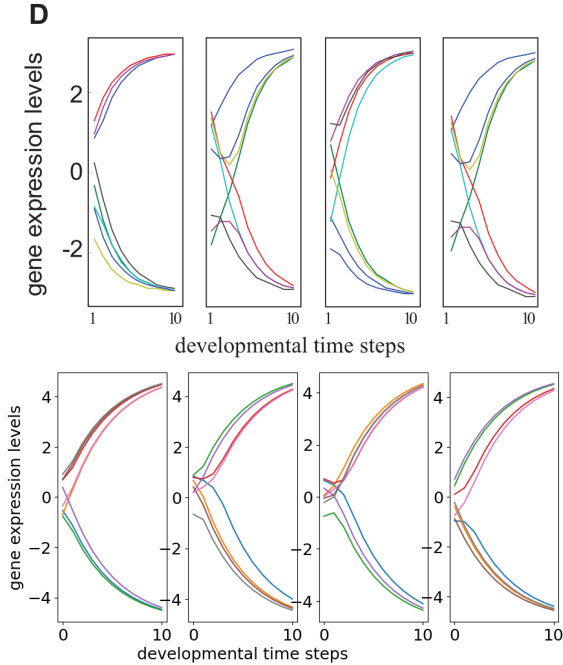 D
gene expression levels
2
0
-2
1 10 1 10 1 10 1 10
developmental time steps
gene expression levels
4 4 4 4
2 2 2 2
0 0 0 0
−2 −2 −2 −2
−4 −4 −4 −4
0 10 0 10 0 10 0 10
developmental time steps